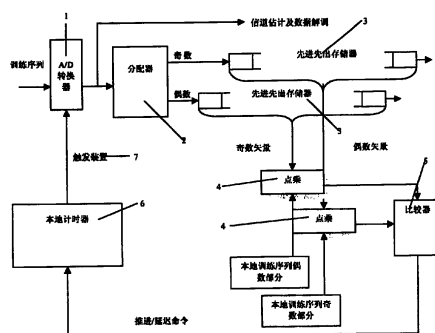 1
信道估计及数据解调
3
训练序列
A/D
转换
器
分配器
奇数
先进先出存储器
偶数
先进先出存储器
2
3
奇数矢量
偶数矢量
触发装置
7
4
点乘
5
本地计时器
6
4
点乘
比较
器
本地训练序列偶
数部分
本地训练序列奇
数部分
推进/延迟命令